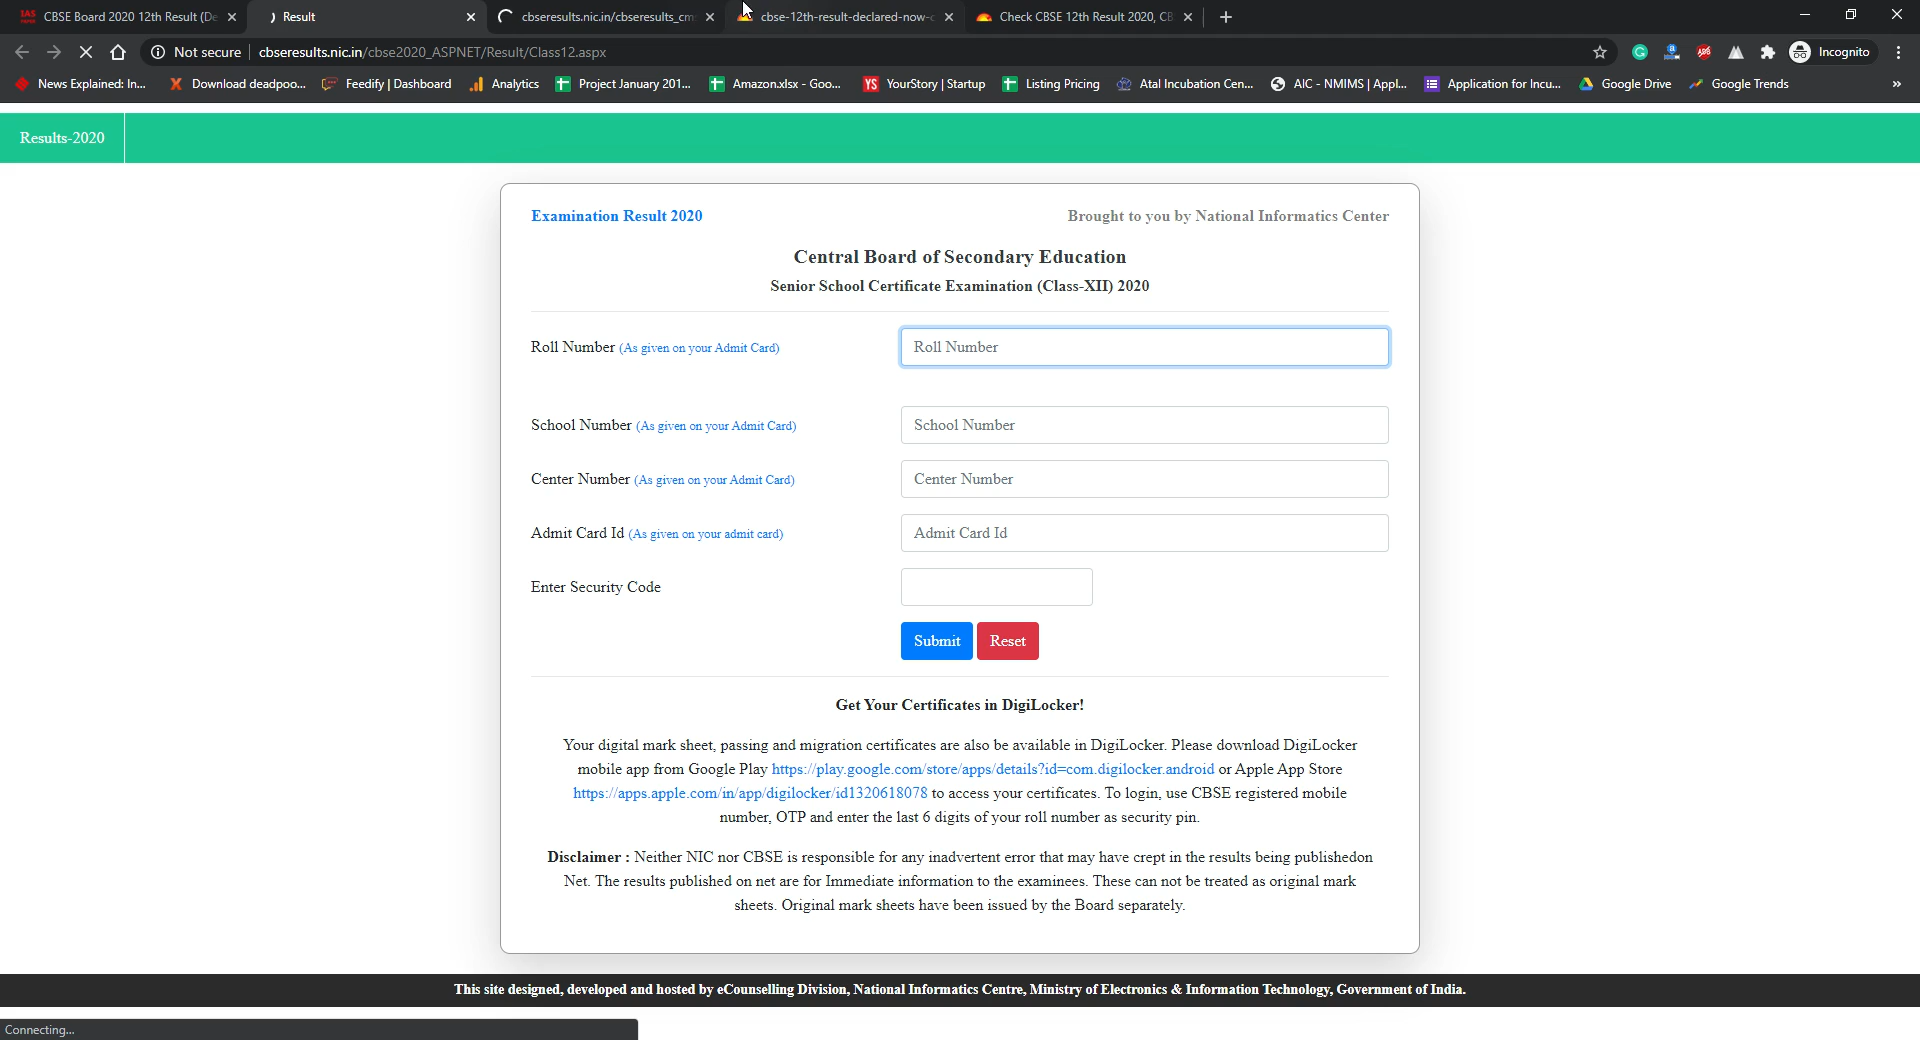 CBSE Board 2020 12th Result (De
Result
cbseresults.nic.in/cbseresults_cm
cbse-12th-result-declared-now-c
Check CBSE 12th Result 2020, CB
Not secure
cbseresults.nic.in/cbse2020_ASPNET/Result/Class12.aspx
Incognito
News Explained: In...
Download deadpoo...
Feedify | Dashboard
Analytics
Project January 201...
Amazon.xlsx - Goo...
YourStory | Startup
Listing Pricing
Atal Incubation Cen...
AIC - NMIMS | Appl...
Application for Incu...
Google Drive
Google Trends
Results-2020
Examination Result 2020
Brought to you by National Informatics Center
Central Board of Secondary Education
Senior School Certificate Examination (Class-XII) 2020
Roll Number (As given on your Admit Card)
Roll Number
School Number (As given on your Admit Card)
School Number
Center Number (As given on your Admit Card)
Center Number
Admit Card Id (As given on your admit card)
Admit Card Id
Enter Security Code
Submit
Reset
Get Your Certificates in DigiLocker!
Your digital mark sheet, passing and migration certificates are also be available in DigiLocker. Please download DigiLocker
mobile app from Google Play https://play.google.com/store/apps/details?id=com.digilocker.android or Apple App Store
https://apps.apple.com/in/app/digilocker/id1320618078 to access your certificates. To login, use CBSE registered mobile
number, OTP and enter the last 6 digits of your roll number as security pin.
Disclaimer : Neither NIC nor CBSE is responsible for any inadvertent error that may have crept in the results being publishedon
Net. The results published on net are for Immediate information to the examinees. These can not be treated as original mark
sheets. Original mark sheets have been issued by the Board separately.
This site designed, developed and hosted by eCounselling Division, National Informatics Centre, Ministry of Electronics & Information Technology, Government of India.
Connecting...